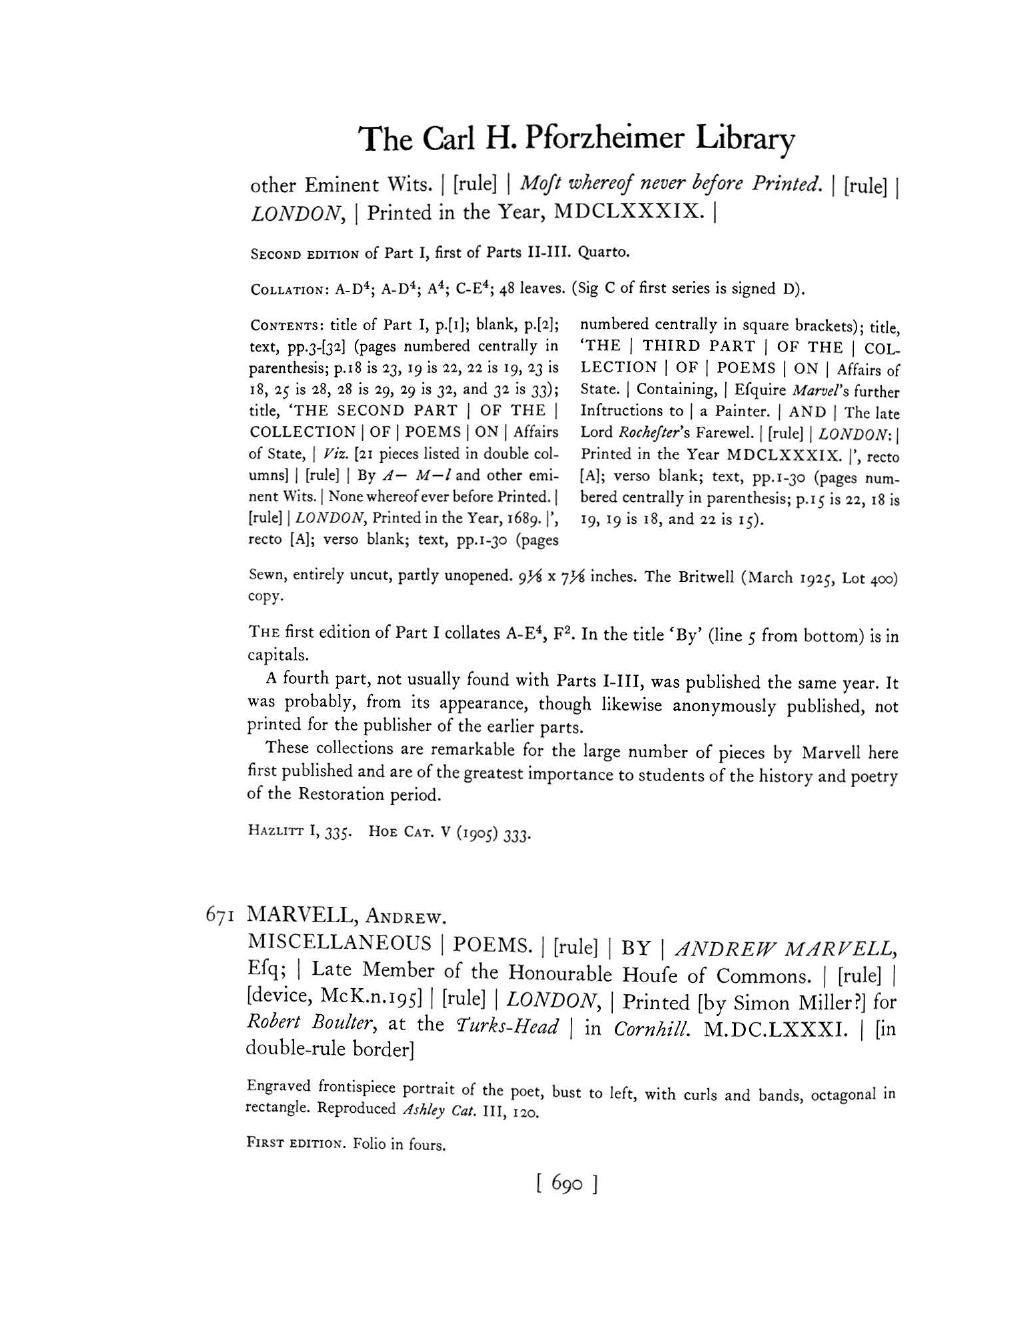 The Carl H. Pforzheimer Library
other Eminent Wits. | [rule] | Moſt whereof never before Printed. | [rule] |
LONDON, | Printed in the Year, MDCLXXXIX. |
SECOND EDITION of Part I, first of Parts II-III. Quarto.
COLLATION: A-D⁴; A-D⁴; A⁴; C-E⁴; 48 leaves. (Sig C of first series is signed D).
CONTENTS: title of Part I, p.[1]; blank, p.[2];
text, pp.3-[32] (pages numbered centrally in
parenthesis; p.18 is 23, 19 is 22, 22 is 19, 23 is
18, 25 is 28, 28 is 29, 29 is 32, and 32 is 33);
title, ‘THE SECOND PART | OF THE |
COLLECTION | OF | POEMS | ON | Affairs
of State, | Viz. [21 pieces listed in double col-
umns] | [rule] | By A— M—l and other emi-
nent Wits. | None whereof ever before Printed. |
[rule] | LONDON, Printed in the Year, 1689. |’,
recto [A]; verso blank; text, pp.1-30 (pages
numbered centrally in square brackets); title,
‘THE | THIRD PART | OF THE | COL-
LECTION | OF | POEMS | ON | Affairs of
State. | Containing, | Eſquire Marvel's further
Inſtructions to | a Painter. | AND | The late
Lord Rocheſter's Farewel. | [rule] | LONDON: |
Printed in the Year MDCLXXXIX. |’, recto
[A]; verso blank; text, pp.1-30 (pages num-
bered centrally in parenthesis; p.15 is 22, 18 is
19, 19 is 18, and 22 is 15).
Sewn, entirely uncut, partly unopened. 9⅛ x 7⅛ inches. The Britwell (March 1925, Lot 400)
copy.
THE first edition of Part I collates A-E⁴, F². In the title ‘By’ (line 5 from bottom) is in
capitals.
A fourth part, not usually found with Parts I-III, was published the same year. It
was probably, from its appearance, though likewise anonymously published, not
printed for the publisher of the earlier parts.
These collections are remarkable for the large number of pieces by Marvell here
first published and are of the greatest importance to students of the history and poetry
of the Restoration period.
HAZLITT I, 335. HOE CAT. V (1905) 333.
671 MARVELL, ANDREW.
MISCELLANEOUS | POEMS. | [rule] | BY | ANDREW MARVELL,
Eſq; | Late Member of the Honourable Houſe of Commons. | [rule] |
[device, McK.n.195] | [rule] | LONDON, | Printed [by Simon Miller?] for
Robert Boulter, at the Turks-Head | in Cornhill. M.DC.LXXXI. | [in
double-rule border]
Engraved frontispiece portrait of the poet, bust to left, with curls and bands, octagonal in
rectangle. Reproduced Ashley Cat. III, 120.
FIRST EDITION. Folio in fours.
[ 690 ]